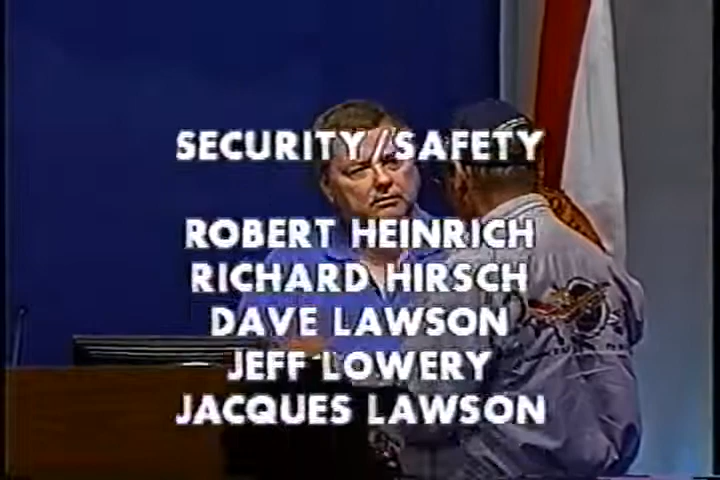 SECURITY/SAFETY
ROBERT HEINRICH
RICHARD HIRSCH
DAVE LAWSON
JEFF LOWERY
JACQUES LAWSON